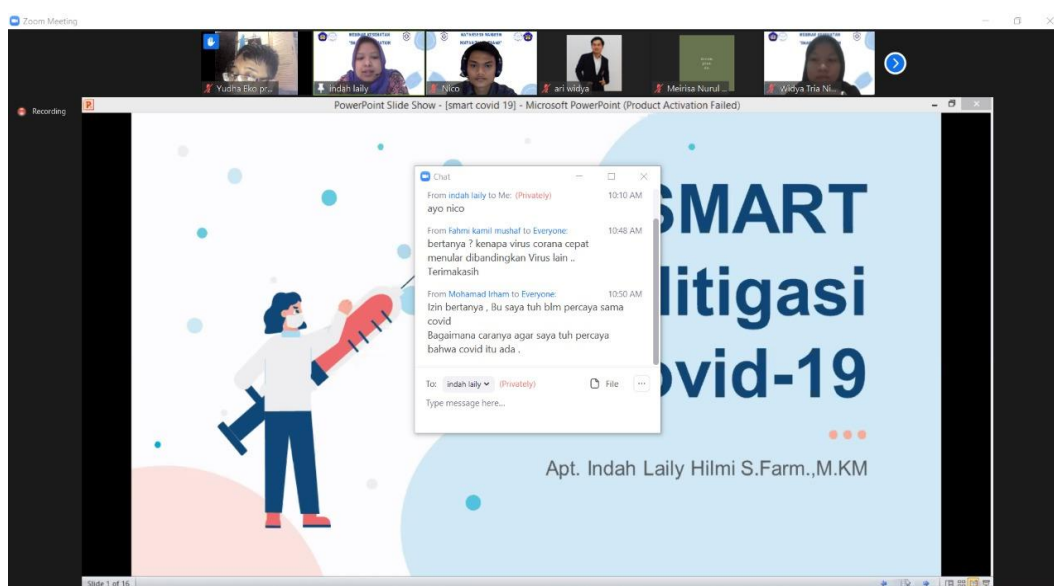 Zoom Meeting
Yudha Eko pr...
indah laily
Nico
ari widya
Meirisa Nurul ...
Widya Tria Ni...
Recording
PowerPoint Slide Show - [smart covid 19] - Microsoft PowerPoint (Product Activation Failed)
SMART
litigasi
ovid-19
Apt. Indah Laily Hilmi S.Farm.,M.KM
Chat
From indah laily to Me: (Privately) 10:10 AM
ayo nico
From Fahmi kamil mushaf to Everyone: 10:48 AM
bertanya ? kenapa virus corana cepat
menular dibandingkan Virus lain ..
Terimakasih
From Mohamad Irham to Everyone: 10:50 AM
Izin bertanya , Bu saya tuh blm percaya sama
covid
Bagaimana caranya agar saya tuh percaya
bahwa covid itu ada .
To: indah laily (Privately) File ...
Type message here...
Slide 1 of 16